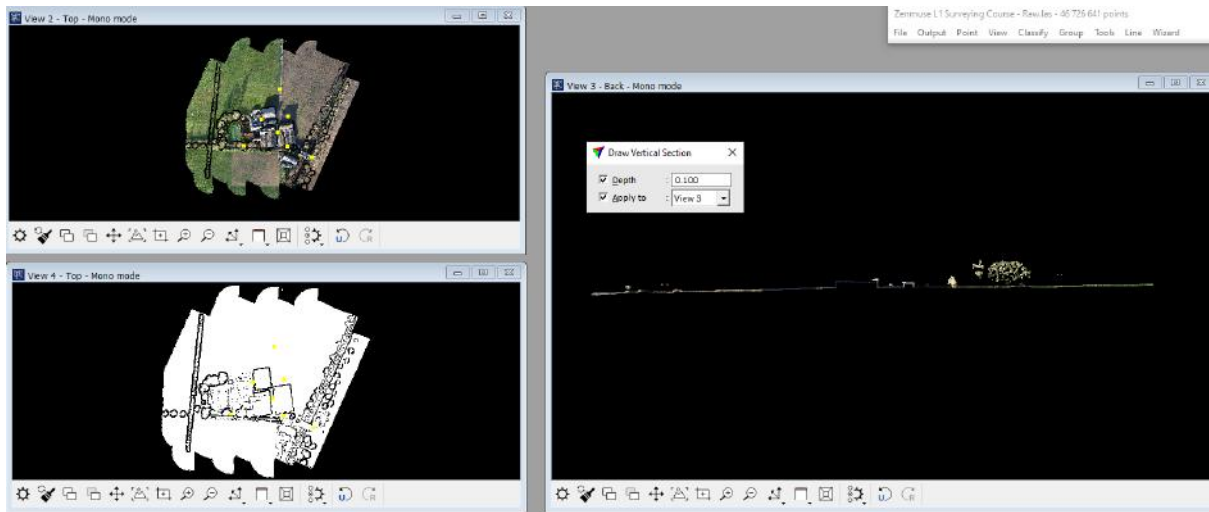 View 2 - Top - Mono mode
Zenmuse L1 Surveying Course - Raw.las - 46 726 641 points
File Output Point View Classify Group Tools Line Wizard
View 3 - Back - Mono mode
Draw Vertical Section
Depth : 0.100
Apply to : View 3
View 4 - Top - Mono mode